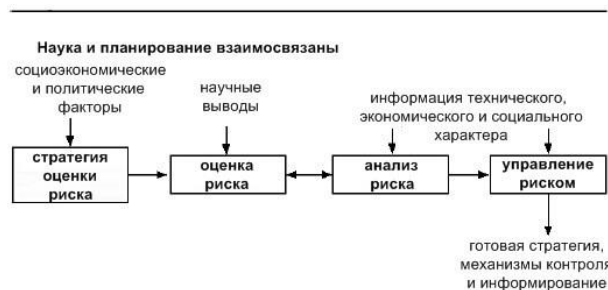 Наука и планирование взаимосвязаны
социоэкономические
и политические
факторы
научные
выводы
информация технического,
экономического и социального
характера
стратегия
оценки
риска
оценка
риска
анализ
риска
управление
риском
готовая стратегия,
механизмы контроля
и информирование